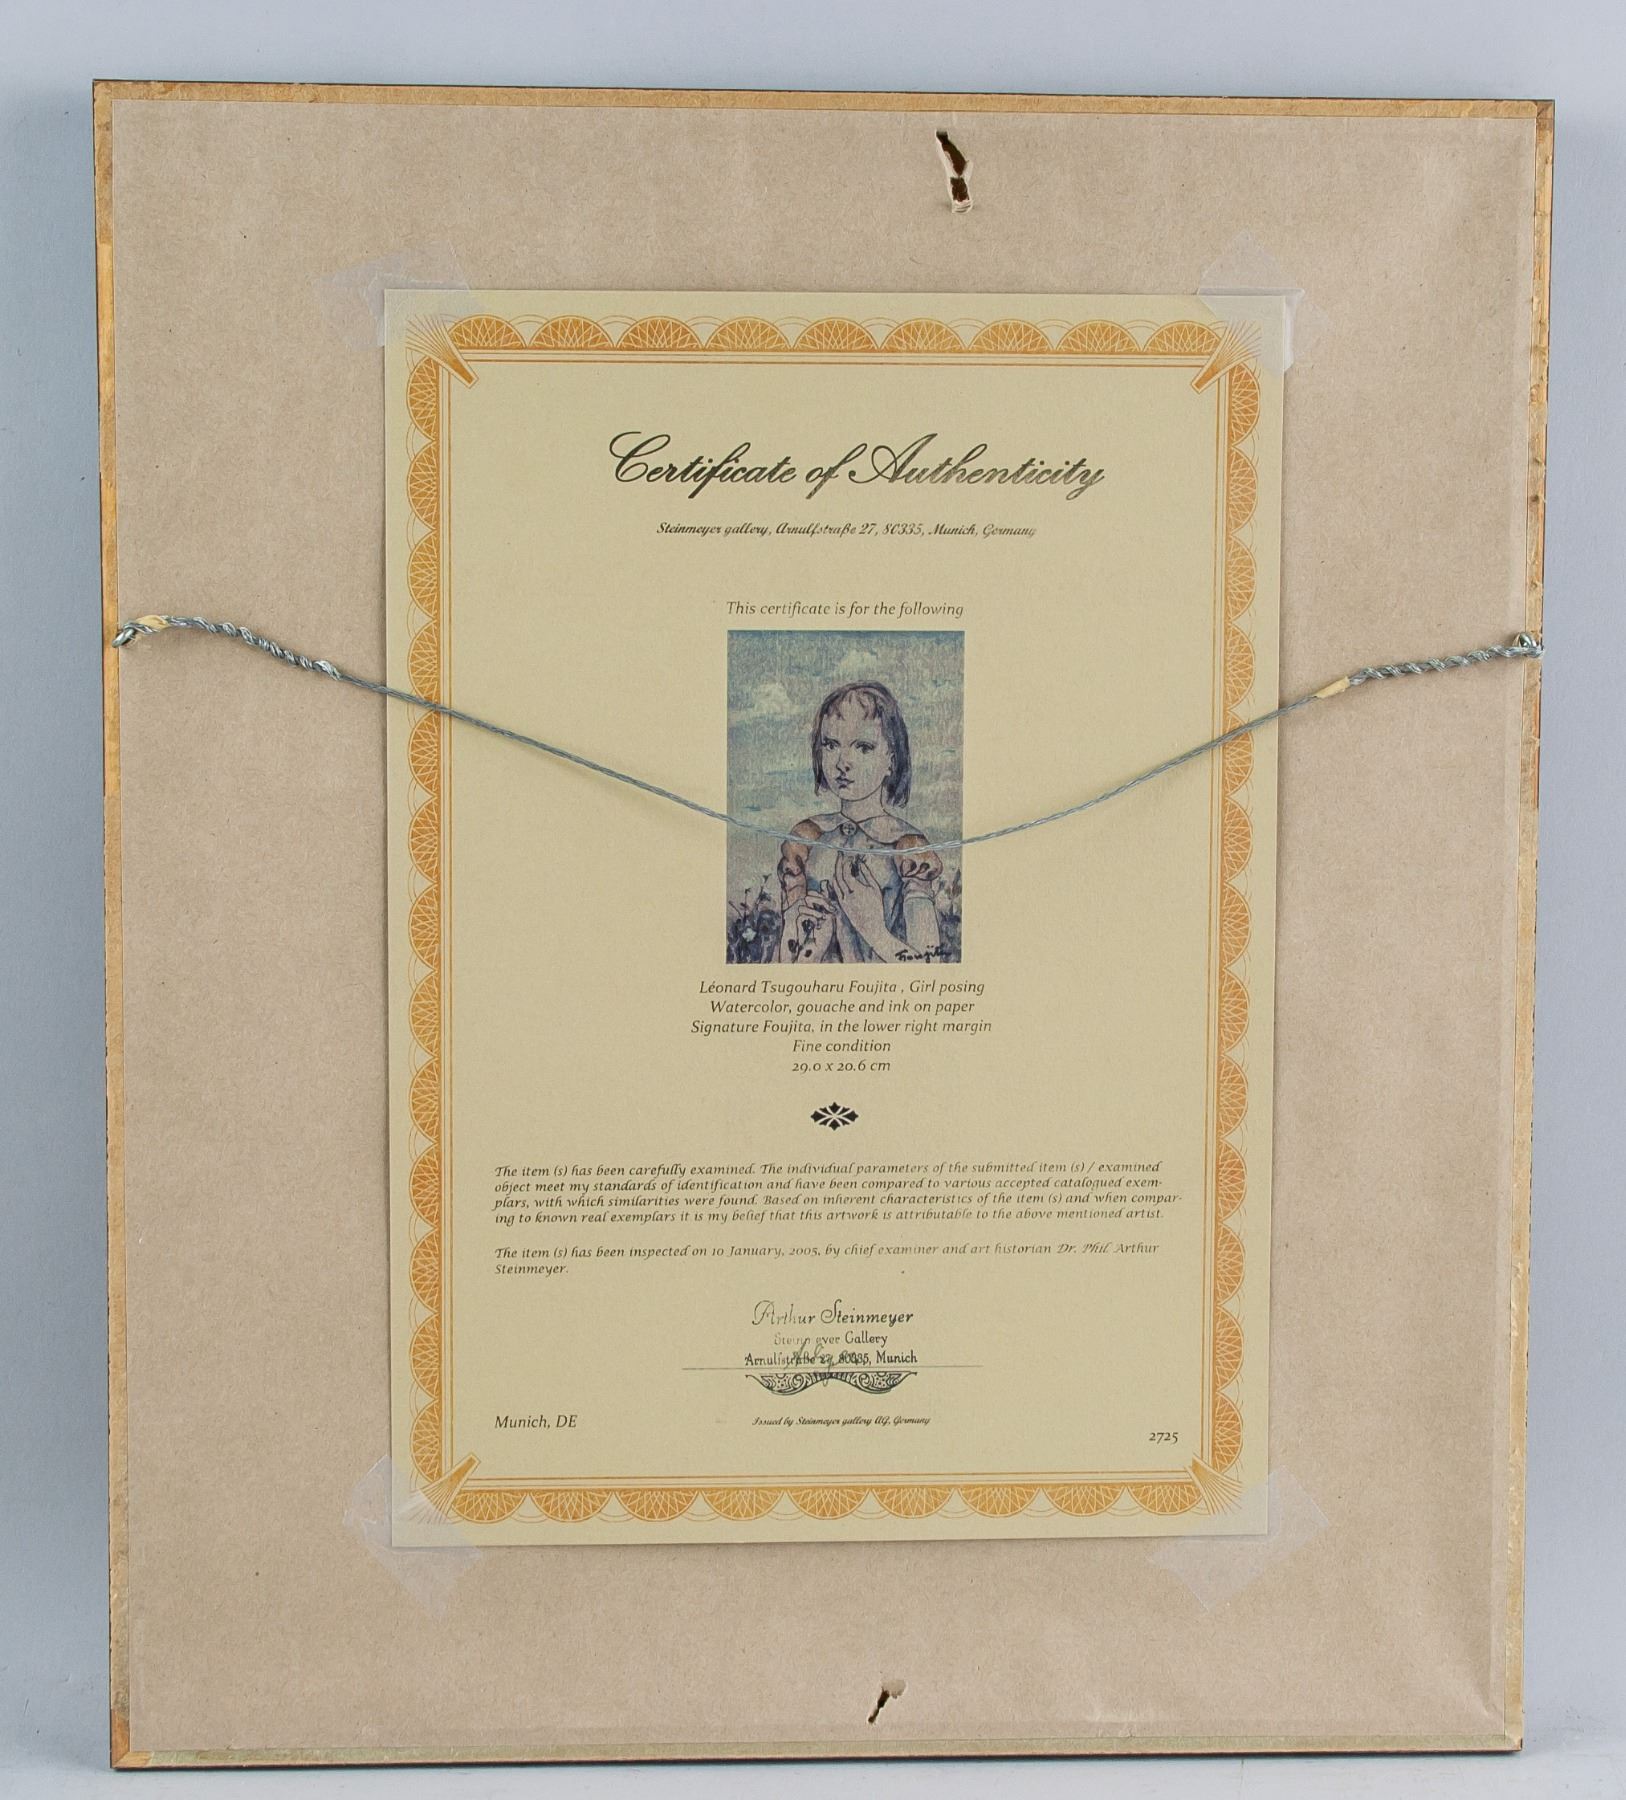 Certificate of Authenticity
Steinmeyer gallery, Arnulfstraße 27, 80335, Munich, Germany
This certificate is for the following
Foujita
Léonard Tsugouharu Foujita , Girl posing
Watercolor, gouache and ink on paper
Signature Foujita, in the lower right margin
Fine condition
29.0 x 20.6 cm
The item (s) has been carefully examined. The individual parameters of the submitted item (s) / examined
object meet my standards of identification and have been compared to various accepted catalogued exem-
plars, with which similarities were found. Based on inherent characteristics of the item (s) and when compar-
ing to known real exemplars it is my belief that this artwork is attributable to the above mentioned artist.
The item (s) has been inspected on 10 January, 2005, by chief examiner and art historian Dr. Phil. Arthur
Steinmeyer.
Arthur Steinmeyer
Steinmeyer Gallery
Arnulfstraße 27, 80335, Munich
Munich, DE
Issued by Steinmeyer gallery AG, Germany
2725